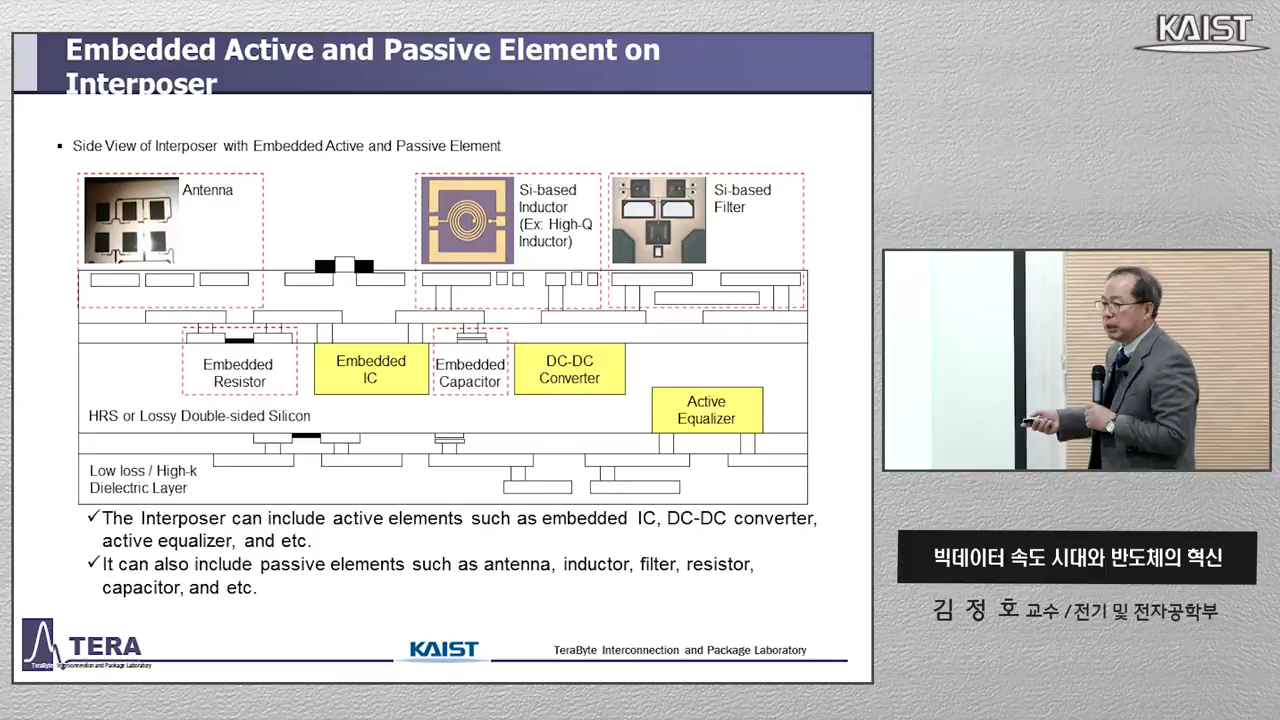 KAIST
Embedded Active and Passive Element on
Interposer
▪ Side View of Interposer with Embedded Active and Passive Element
Antenna
Si-based
Inductor
(Ex: High-Q
Inductor)
Si-based
Filter
Embedded
Resistor
Embedded
IC
Embedded
Capacitor
DC-DC
Converter
Active
Equalizer
HRS or Lossy Double-sided Silicon
Low loss / High-k
Dielectric Layer
✓The Interposer can include active elements such as embedded IC, DC-DC converter,
active equalizer, and etc.
✓It can also include passive elements such as antenna, inductor, filter, resistor,
capacitor, and etc.
TERA
TeraByte Interconnection and Package Laboratory
KAIST
TeraByte Interconnection and Package Laboratory
빅데이터 속도 시대와 반도체의 혁신
김 정 호 교수 / 전기 및 전자공학부